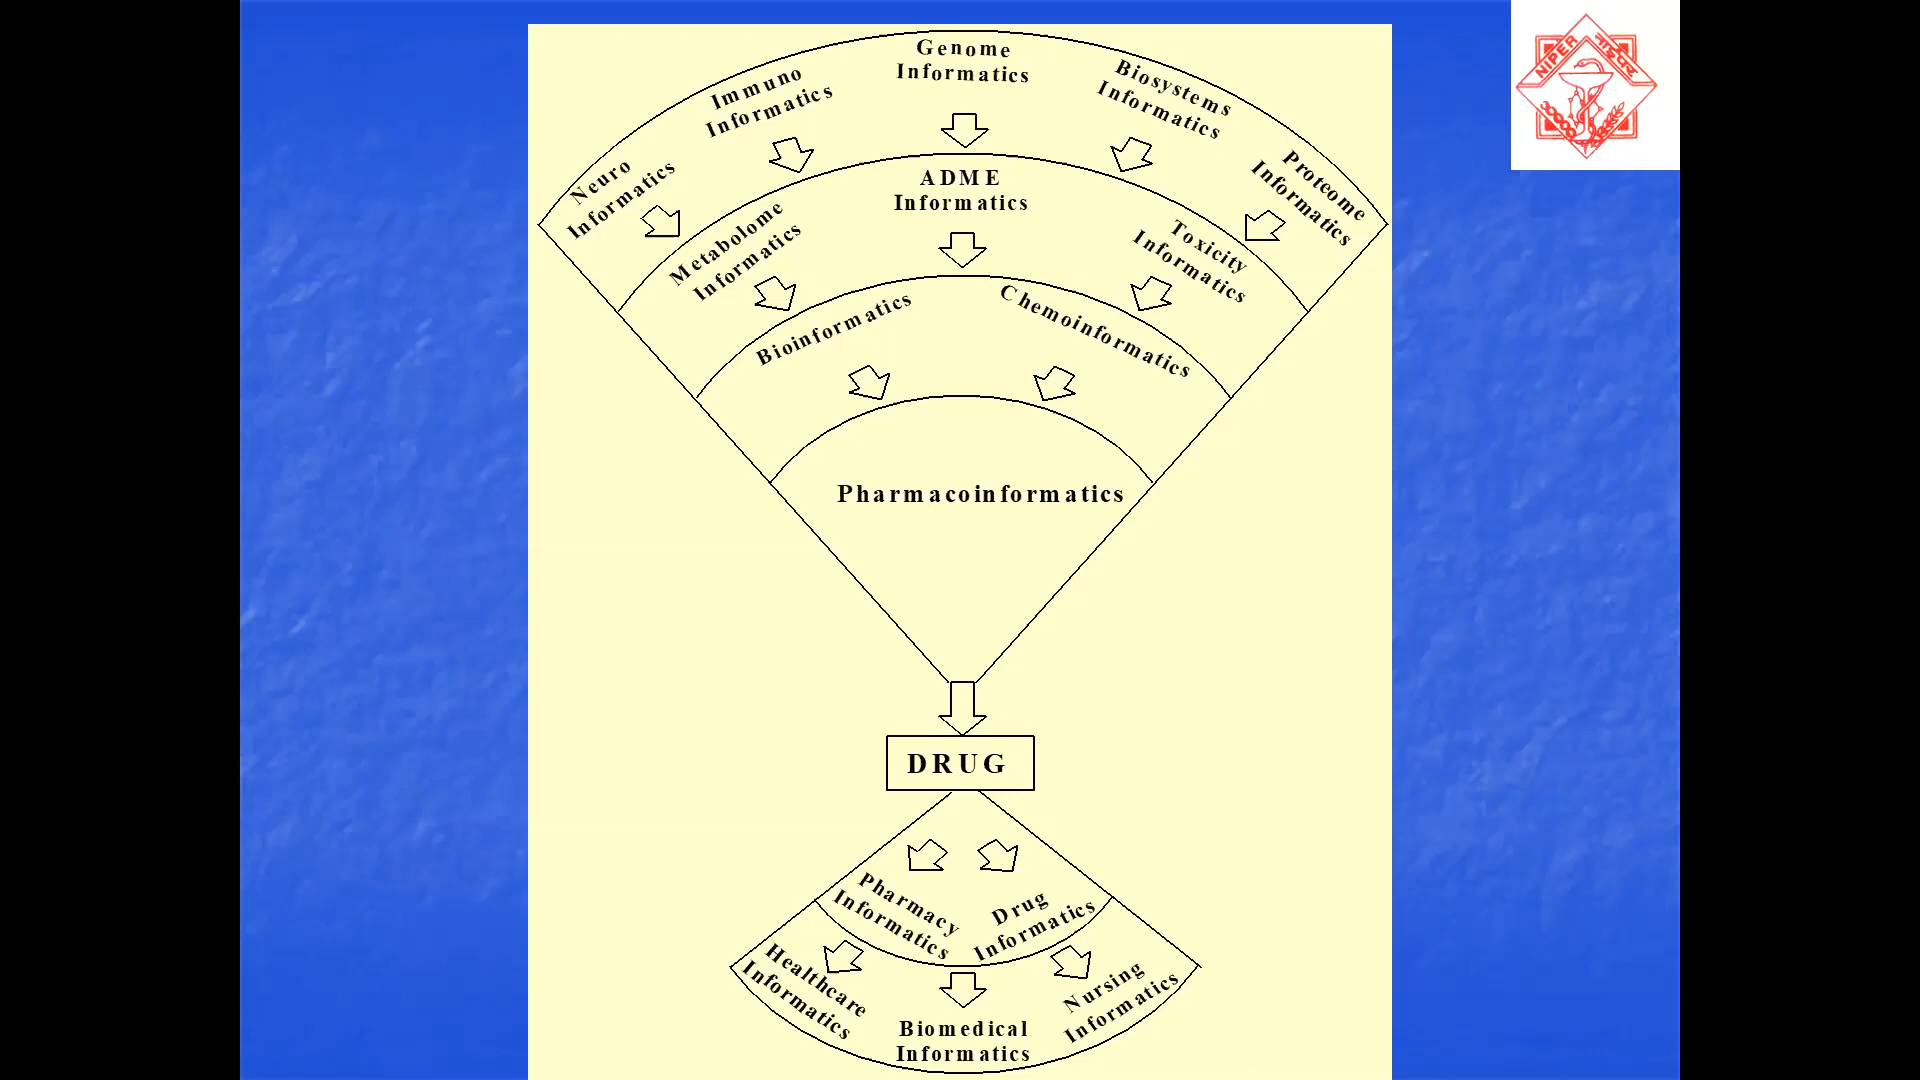 Genome
Informatics
Immuno
Informatics
Biosystems
Informatics
Neuro
Informatics
Proteome
Informatics
ADME
Informatics
Metabolome
Informatics
Toxicity
Informatics
Bioinformatics
Chemoinformatics
Pharmacoinformatics
DRUG
Pharmacy
Informatics
Drug
Informatics
Healthcare
Informatics
Biomedical
Informatics
Nursing
Informatics
NIPER
नाईपर